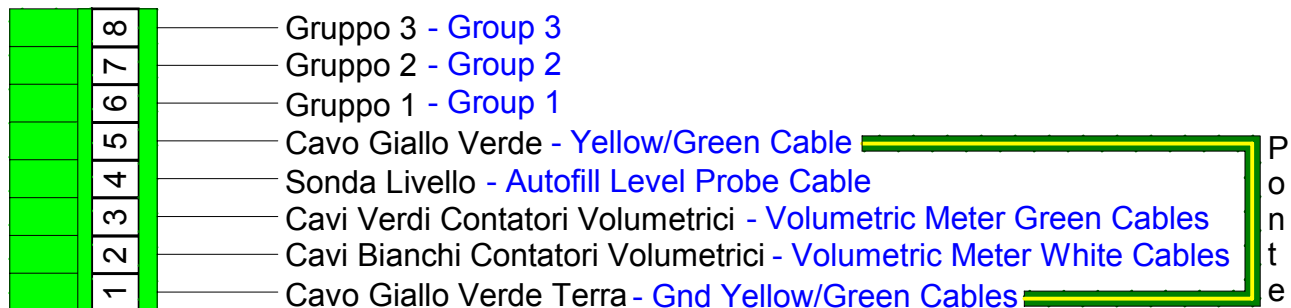 8 Gruppo 3 - Group 3
7 Gruppo 2 - Group 2
6 Gruppo 1 - Group 1
5 Cavo Giallo Verde - Yellow/Green Cable
4 Sonda Livello - Autofill Level Probe Cable
3 Cavi Verdi Contatori Volumetrici - Volumetric Meter Green Cables
2 Cavi Bianchi Contatori Volumetrici - Volumetric Meter White Cables
1 Cavo Giallo Verde Terra - Gnd Yellow/Green Cables
Ponte